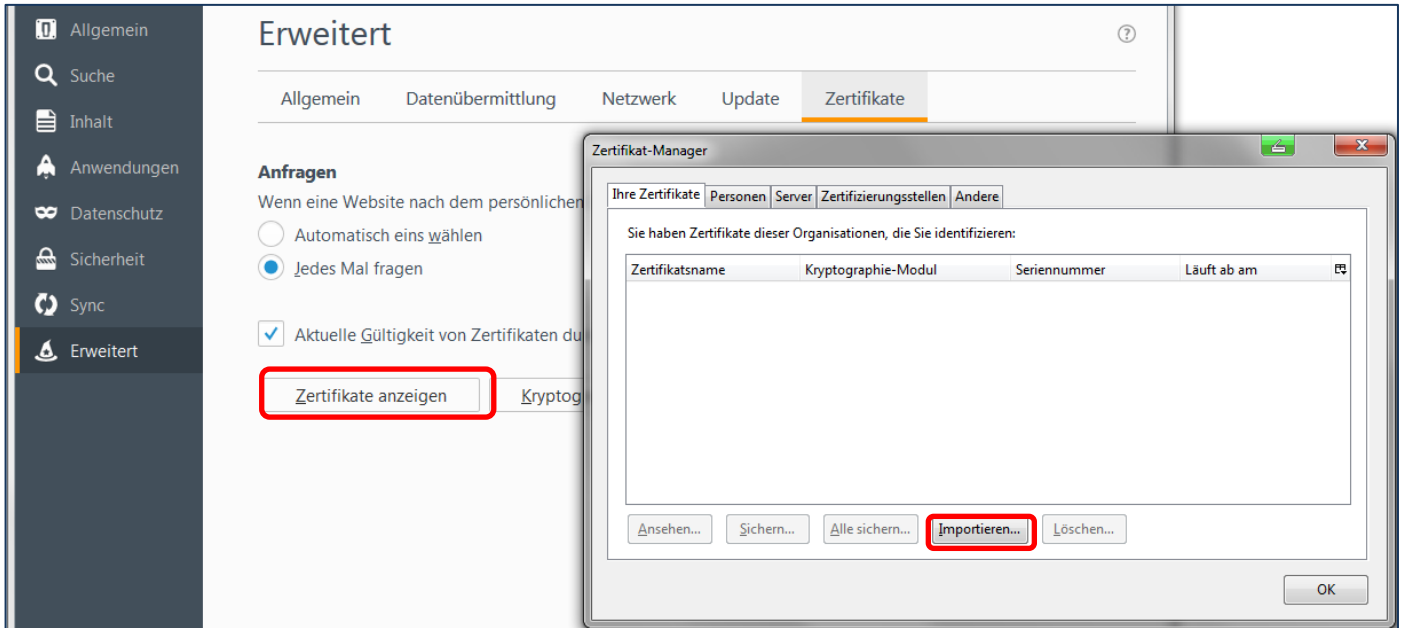 Allgemein
Suche
Inhalt
Anwendungen
Datenschutz
Sicherheit
Sync
Erweitert
Erweitert
?
Allgemein Datenübermittlung Netzwerk Update Zertifikate
Anfragen
Wenn eine Website nach dem persönlichen
Automatisch eins wählen
Jedes Mal fragen
Aktuelle Gültigkeit von Zertifikaten du
Zertifikate anzeigen Kryptog
Zertifikat-Manager
Ihre Zertifikate Personen Server Zertifizierungsstellen Andere
Sie haben Zertifikate dieser Organisationen, die Sie identifizieren:
Zertifikatsname Kryptographie-Modul Seriennummer Läuft ab am
Ansehen... Sichern... Alle sichern... Importieren... Löschen...
OK